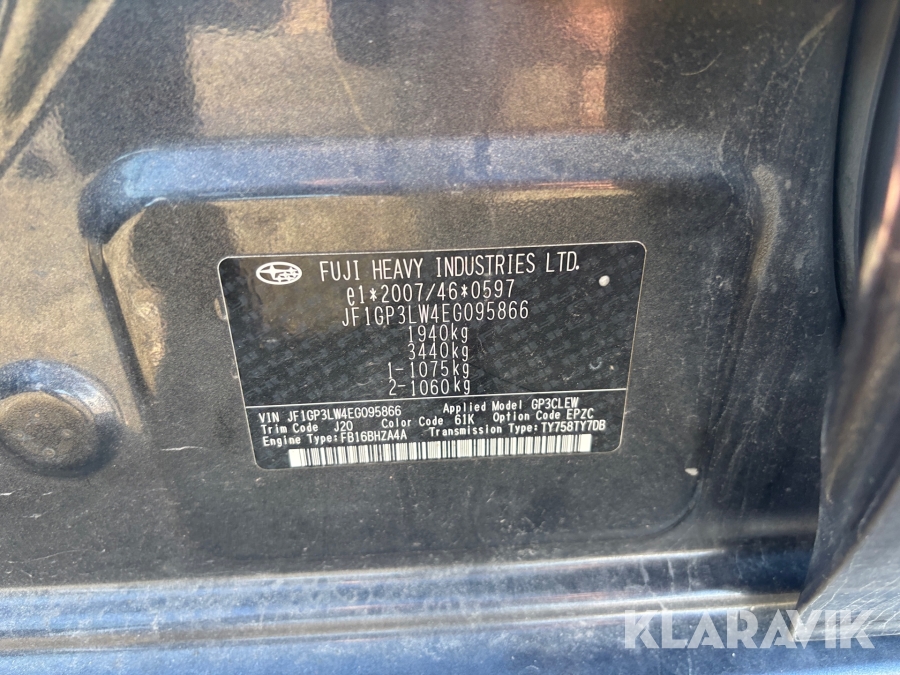 FUJI HEAVY INDUSTRIES LTD.
e1*2007/46*0597
JF1GP3LW4EG095866
1940kg
3440kg
1-1075kg
2-1060kg
VIN JF1GP3LW4EG095866 Applied Model GP3CLEW
Trim Code J20 Color Code 61K Option Code EPZC
Engine Type:FB16BHZA4A Transmission Type:TY758TY7DB
KLARAVIK